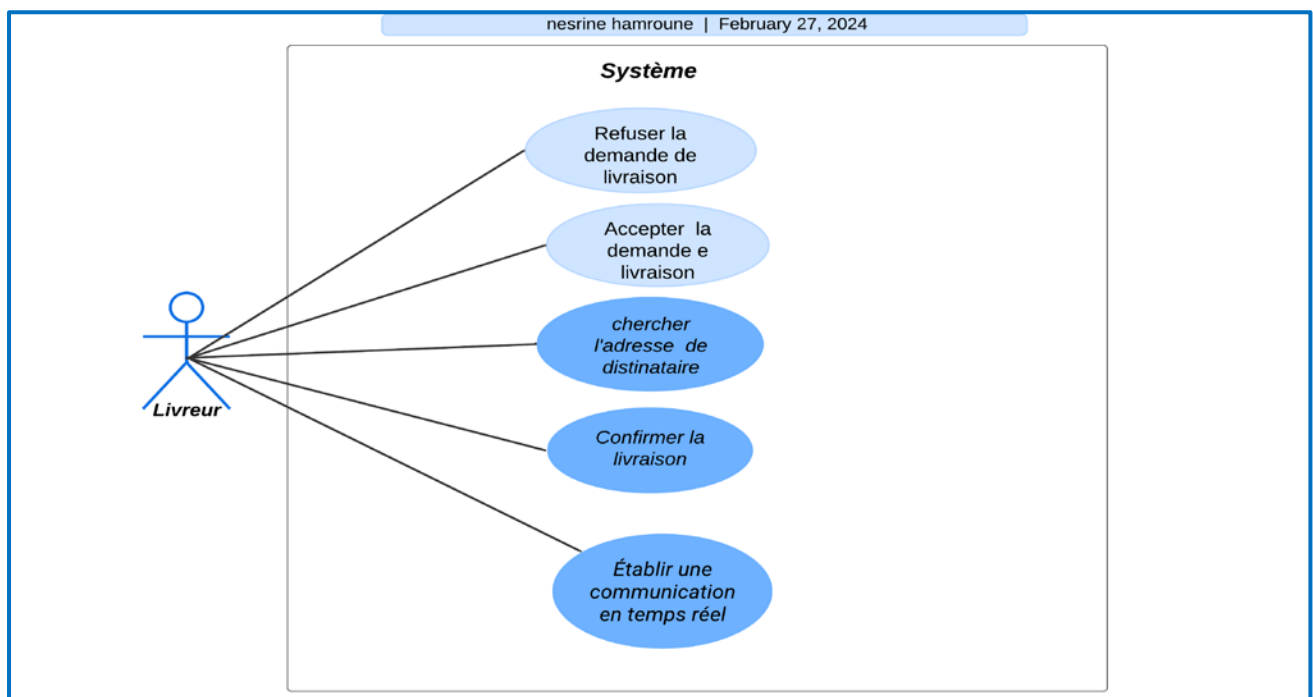 nesrine hamroune | February 27, 2024
Système
Refuser la
demande de
livraison
Accepter la
demande e
livraison
chercher
l'adresse de
distinataire
Livreur
Confirmer la
livraison
Établir une
communication
en temps réel